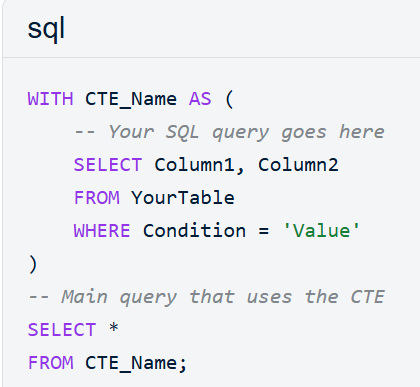 sql
WITH CTE_Name AS (
    -- Your SQL query goes here
    SELECT Column1, Column2
    FROM YourTable
    WHERE Condition = 'Value'
)
-- Main query that uses the CTE
SELECT *
FROM CTE_Name;